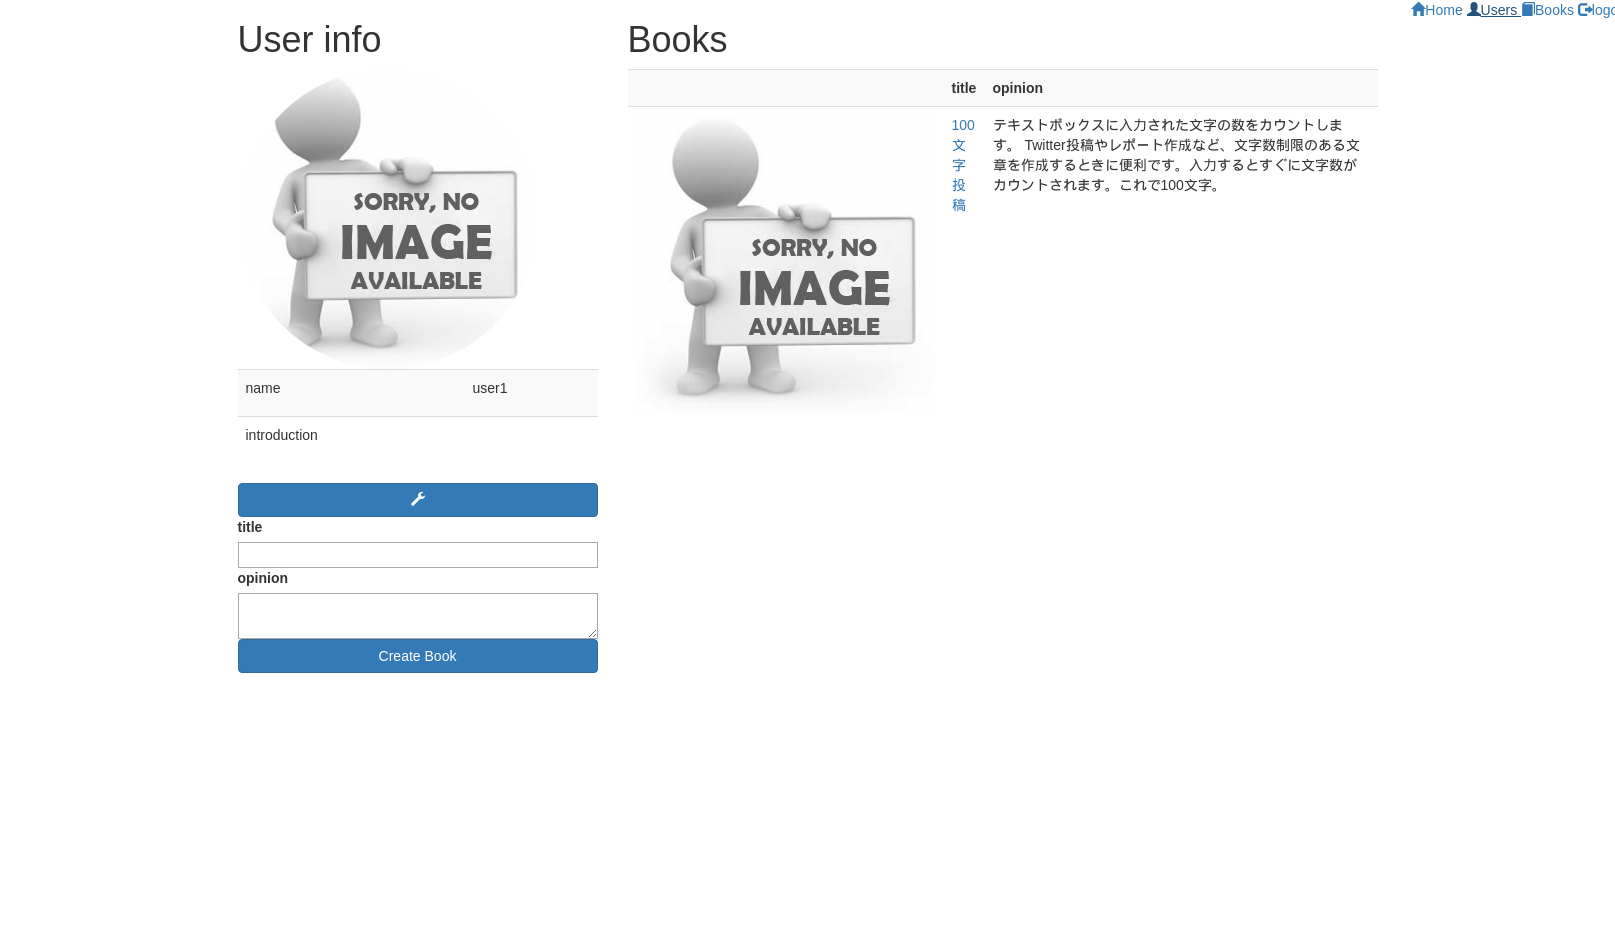 Home Users Books logo
User info
SORRY, NO
IMAGE
AVAILABLE
name user1
introduction
title
opinion
Create Book
Books
title opinion
SORRY, NO
IMAGE
AVAILABLE
100
文
字
投
稿
テキストボックスに入力された文字の数をカウントしま
す。 Twitter投稿やレポート作成など、文字数制限のある文
章を作成するときに便利です。入力するとすぐに文字数が
カウントされます。これで100文字。